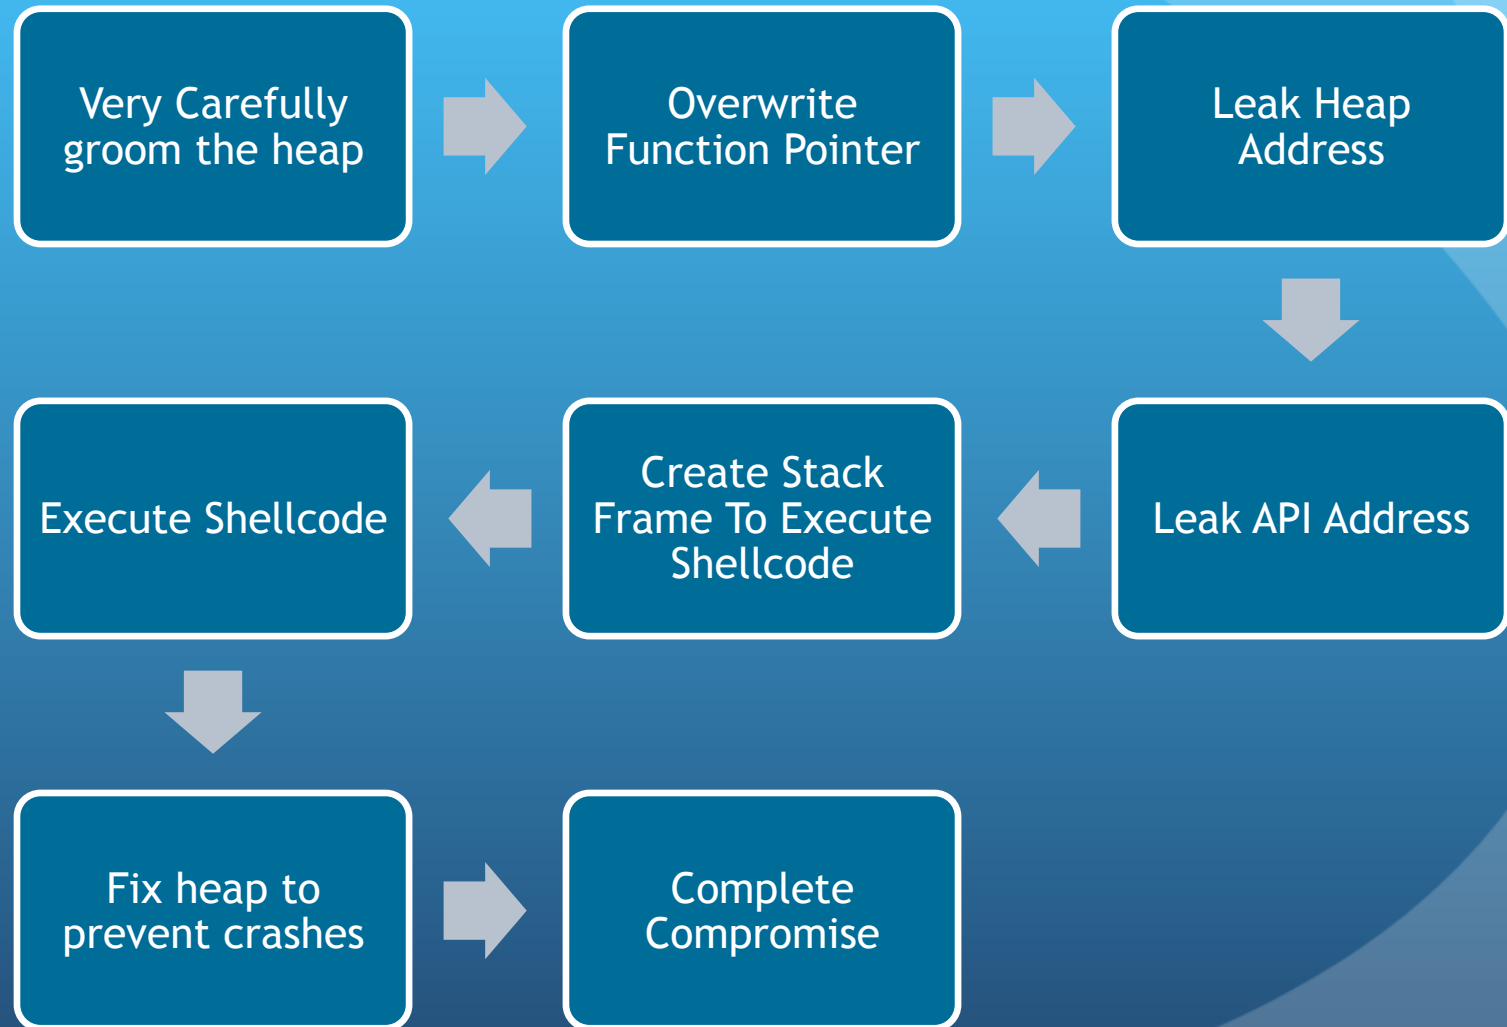 Very Carefully
groom the heap
Overwrite
Function Pointer
Leak Heap
Address
Leak API Address
Create Stack
Frame To Execute
Shellcode
Execute Shellcode
Fix heap to
prevent crashes
Complete
Compromise